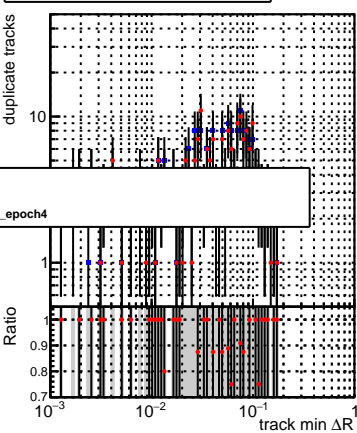 duplicate tracks
10
_epoch4
1
Ratio
1
0.9
0.8
0.7
10⁻³ 10⁻² 10⁻¹ 1
track min ΔR